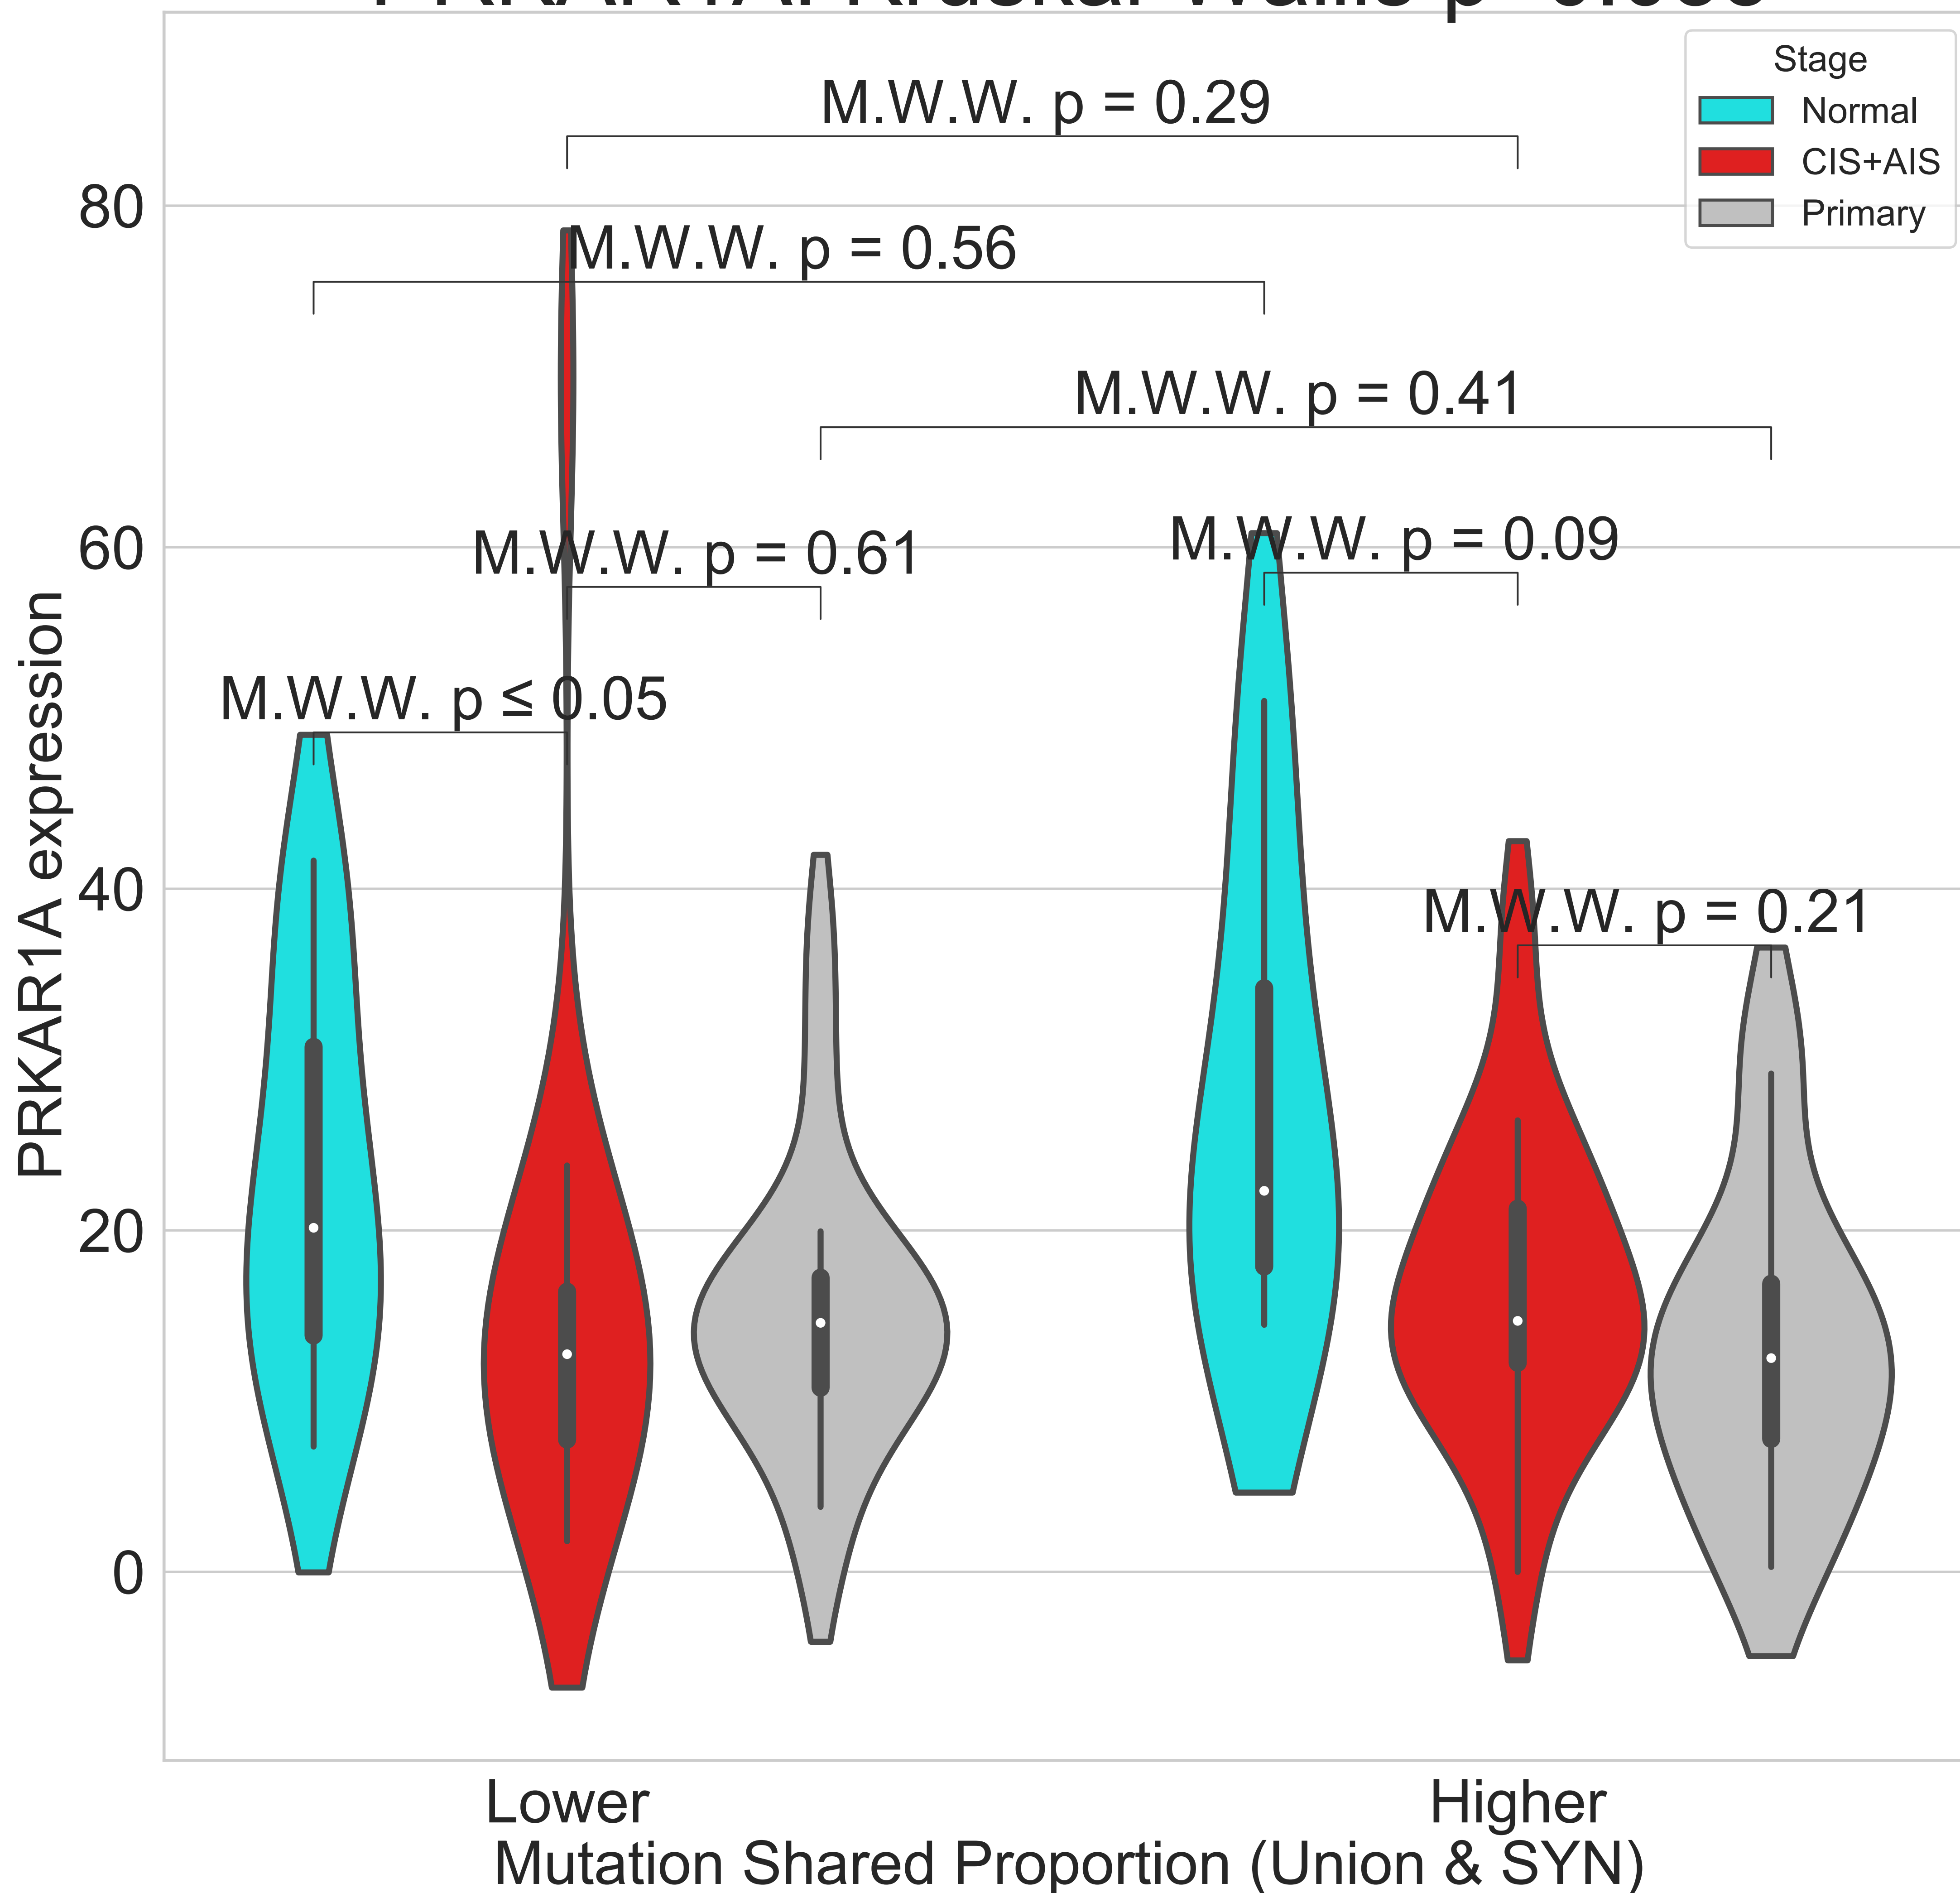 Stage
Normal
CIS+AIS
Primary
M.W.W. p = 0.29
M.W.W. p = 0.56
M.W.W. p = 0.41
M.W.W. p = 0.61
M.W.W. p = 0.09
M.W.W. p ≤ 0.05
M.W.W. p = 0.21
80
60
40
20
0
PRKAR1A expression
Lower
Higher
Mutation Shared Proportion (Union & SYN)